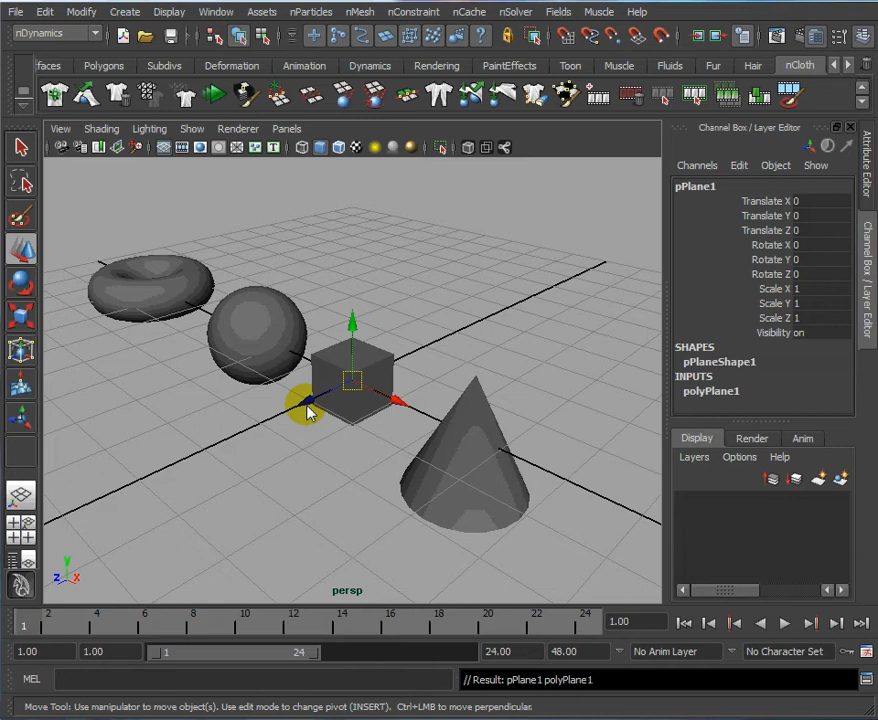 File Edit Modify Create Display Window Assets nParticles nMesh nConstraint nCache nSolver Fields Muscle Help
nDynamics
faces Polygons Subdivs Deformation Animation Dynamics Rendering PaintEffects Toon Muscle Fluids Fur Hair nCloth
View Shading Lighting Show Renderer Panels
Channel Box / Layer Editor
Channels Edit Object Show
pPlane1
Translate X 0
Translate Y 0
Translate Z 0
Rotate X 0
Rotate Y 0
Rotate Z 0
Scale X 1
Scale Y 1
Scale Z 1
Visibility on
SHAPES
pPlaneShape1
INPUTS
polyPlane1
Attribute Editor
Channel Box / Layer Editor
Display Render Anim
Layers Options Help
y
z x
persp
2 4 6 8 10 12 14 16 18 20 22 24
1
1.00
1.00 1.00 1 24 24.00 48.00 No Anim Layer No Character Set
MEL // Result: pPlane1 polyPlane1
Move Tool: Use manipulator to move object(s). Use edit mode to change pivot (INSERT). Ctrl+LMB to move perpendicular.